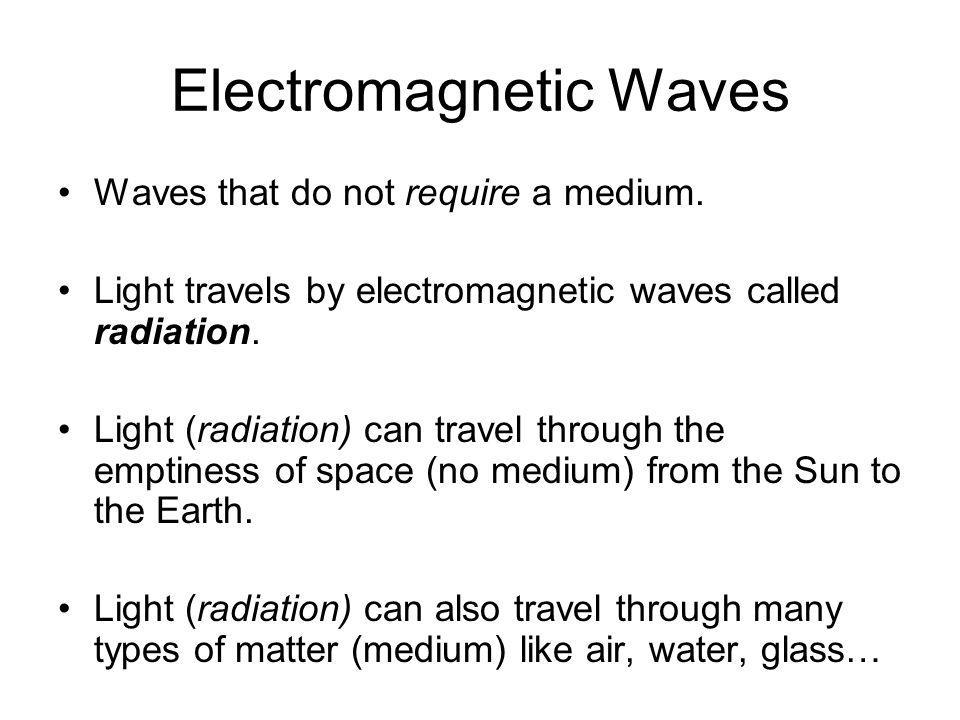 Electromagnetic Waves
• Waves that do not require a medium.
• Light travels by electromagnetic waves called
radiation.
• Light (radiation) can travel through the
emptiness of space (no medium) from the Sun to
the Earth.
• Light (radiation) can also travel through many
types of matter (medium) like air, water, glass…